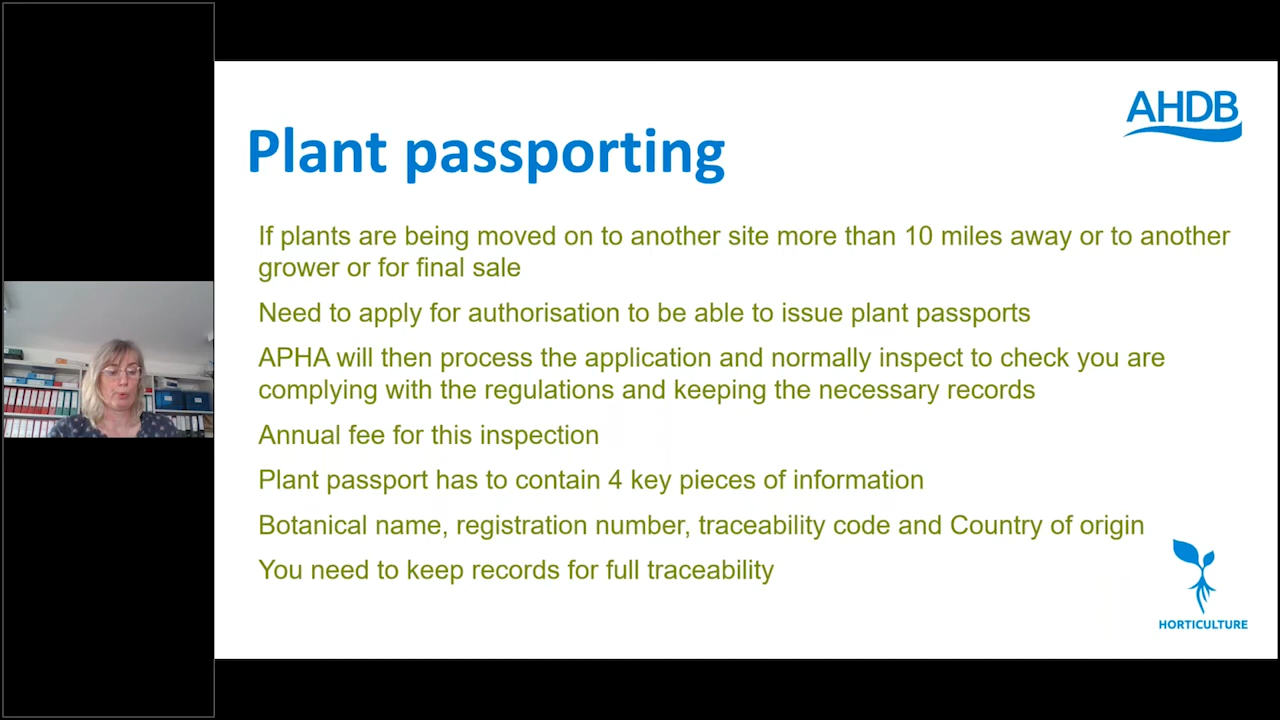 AHDB
Plant passporting
If plants are being moved on to another site more than 10 miles away or to another
grower or for final sale
Need to apply for authorisation to be able to issue plant passports
APHA will then process the application and normally inspect to check you are
complying with the regulations and keeping the necessary records
Annual fee for this inspection
Plant passport has to contain 4 key pieces of information
Botanical name, registration number, traceability code and Country of origin
You need to keep records for full traceability
HORTICULTURE